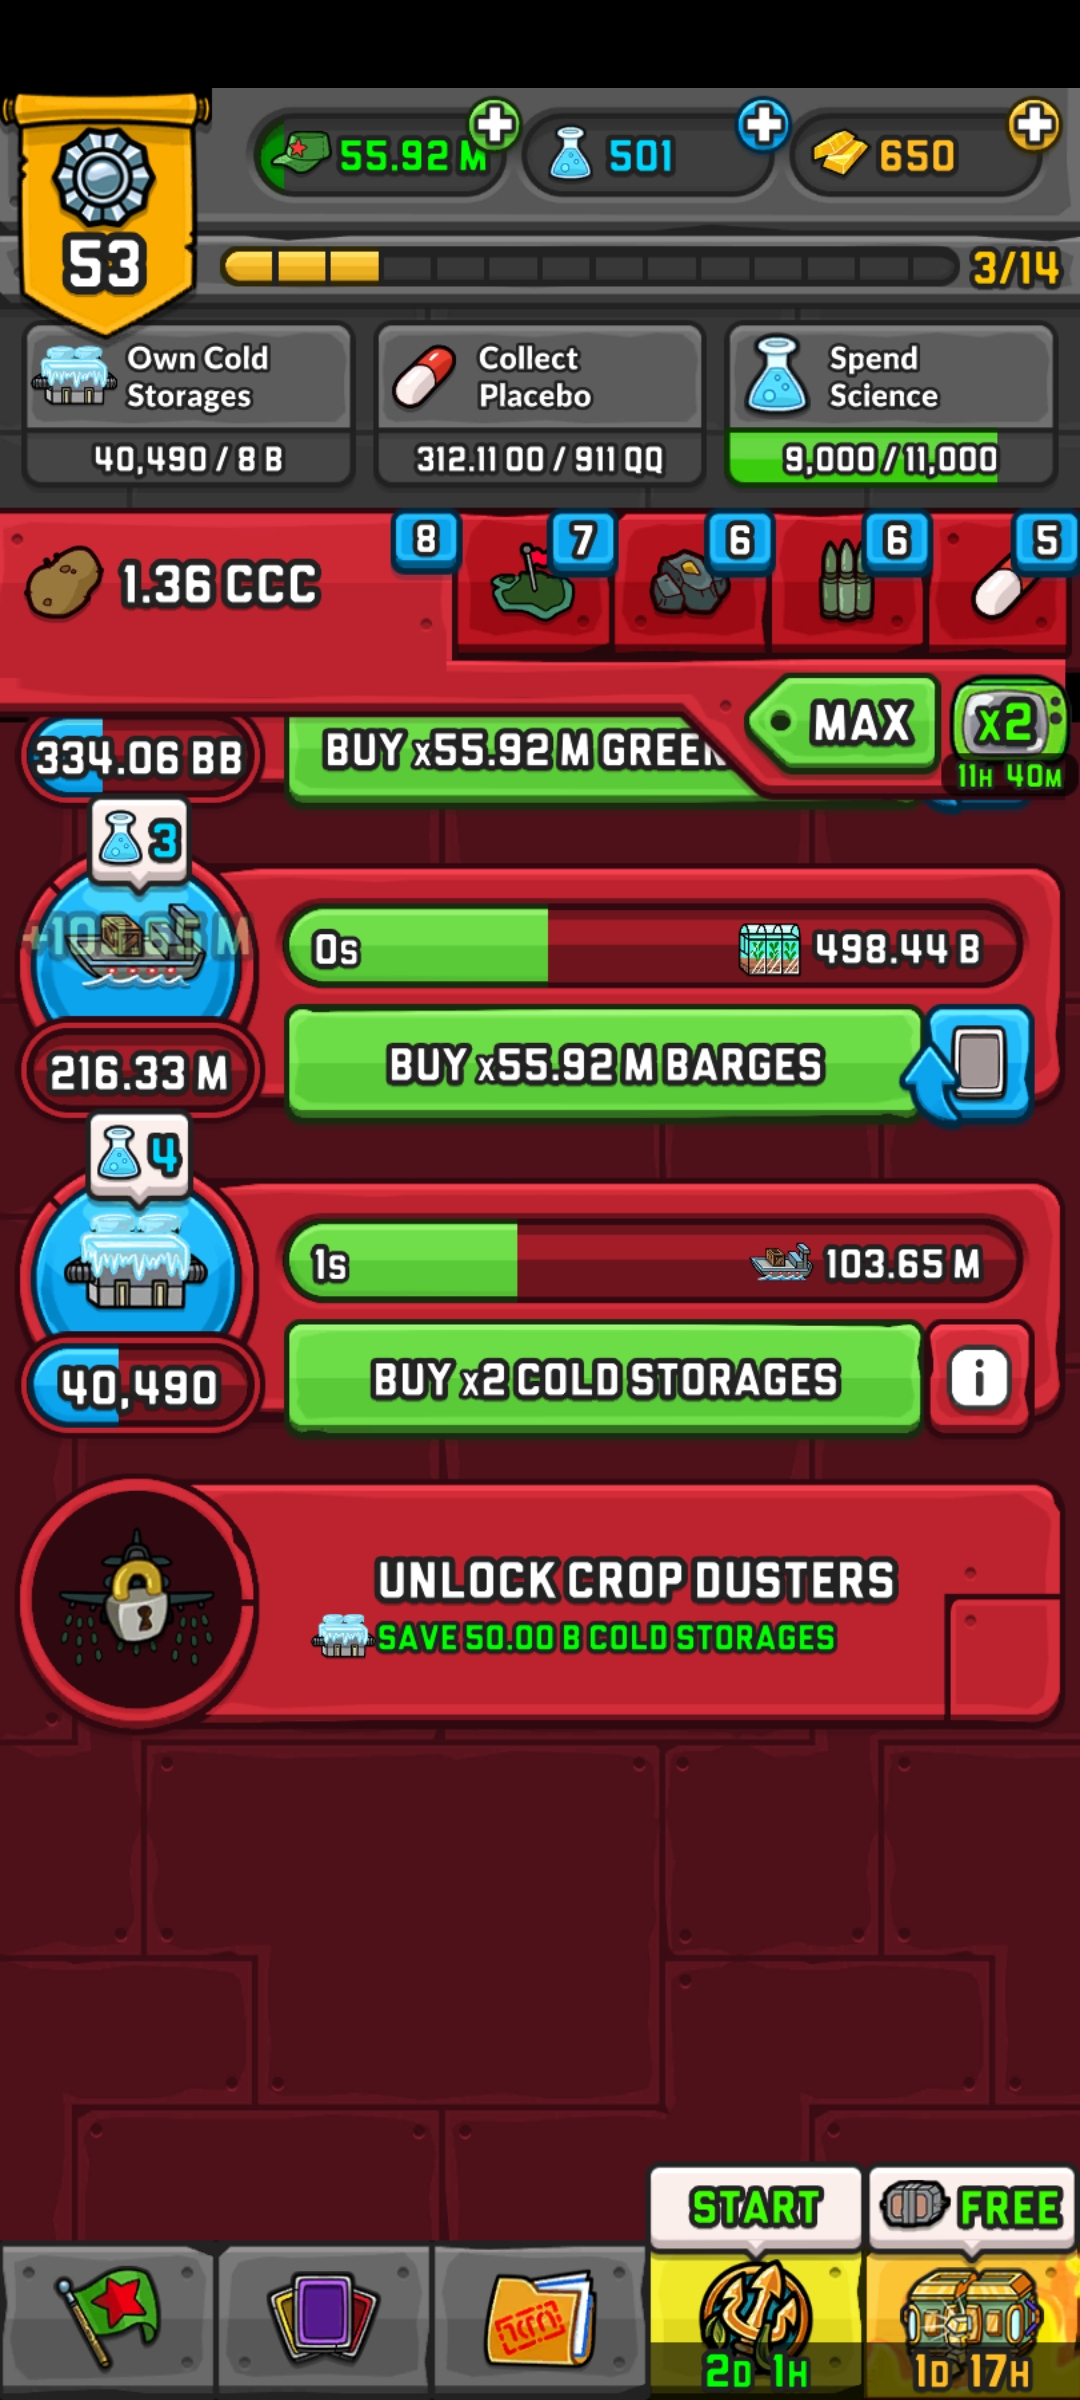 55.92 M
501
650
53
3/14
Own Cold
Storages
40,490 / 8 B
Collect
Placebo
312.11 OO / 911 QQ
Spend
Science
9,000 / 11,000
1.36 CCC
8
7
6
6
5
MAX
x2
11H 40M
334.06 BB
BUY x55.92 M GREEN
3
+103.65 M
0s
498.44 B
216.33 M
BUY x55.92 M BARGES
4
1s
103.65 M
40,490
BUY x2 COLD STORAGES
i
UNLOCK CROP DUSTERS
SAVE 50.00 B COLD STORAGES
START
FREE
2D 1H
1D 17H